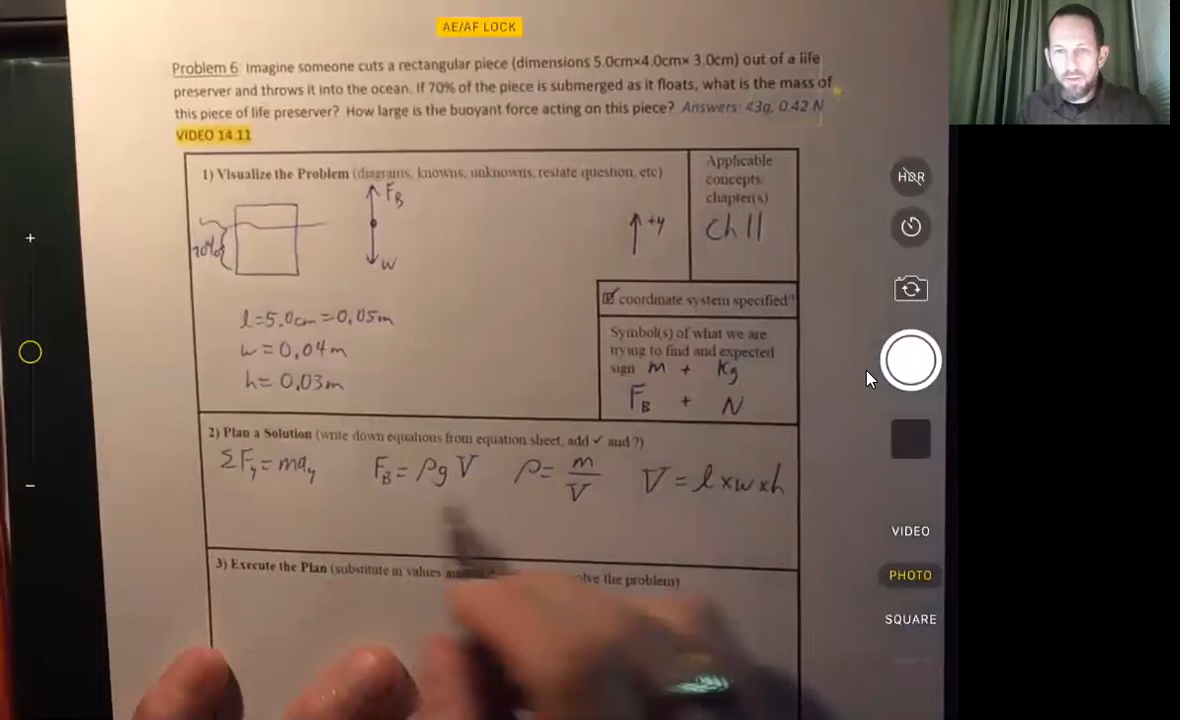 AE/AF LOCK
Problem 6 Imagine someone cuts a rectangular piece (dimensions 5.0cm×4.0cm× 3.0cm) out of a life
preserver and throws it into the ocean. If 70% of the piece is submerged as it floats, what is the mass of
this piece of life preserver? How large is the buoyant force acting on this piece? Answers: 43g, 0.42 N
VIDEO 14.11
1) Visualize the Problem (diagrams, knowns, unknowns, restate question, etc)
Applicable
concepts
chapter(s)
Ch 11
F_B
W
70%
+y
l=5.0cm=0.05m
w=0.04m
h=0.03m
coordinate system specified?
Symbol(s) of what we are
trying to find and expected
sign m + Kg
F_B + N
2) Plan a Solution (write down equations from equation sheet, add ✓ and ?)
ΣF_y=ma_y F_B=ρgV ρ=m/V V=l×w×h
3) Execute the Plan (substitute in values olve the problem)
HDR
VIDEO
PHOTO
SQUARE